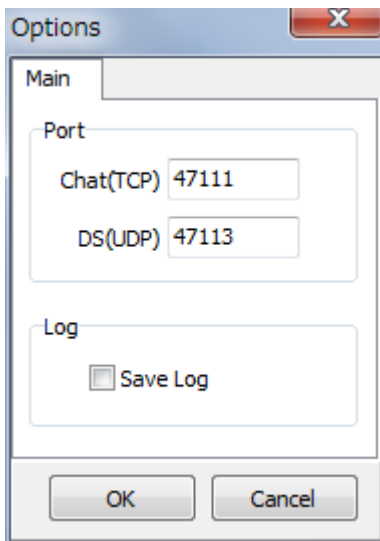 Options
Main
Port
Chat(TCP) 47111
DS(UDP) 47113
Log
Save Log
OK Cancel